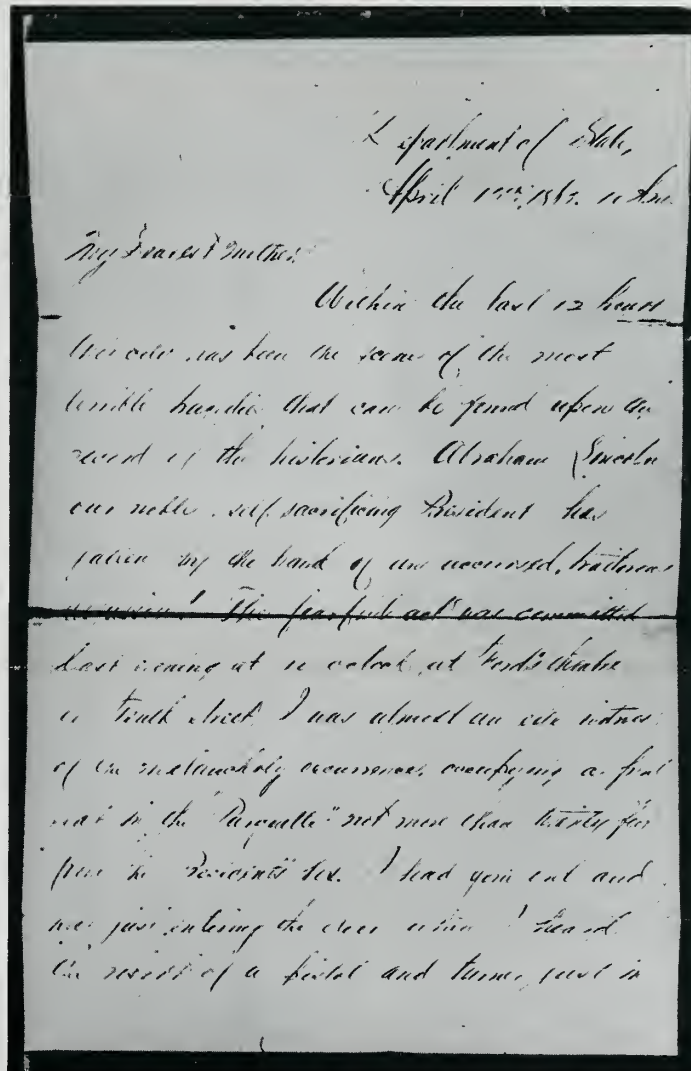 Department of State,
April 15th, 1865. 11 A.M.
My Dearest Mother.
Within the last 12 hours
this city has been the scene of the most
terrible tragedie that can be found upon the
record of the historians. Abraham Lincoln
our noble, self sacrificing President has
fallen by the hand of an accursed, traitorous
assassin! The fearful act was committed
last evening at 10 oclock at Ford's theatre
on Tenth street. I was almost an eye witness
of the melancholy occurrence, occupying a front
seat in the "Parquette" not more than twenty feet
from the President's box. I had gone out and
was just entering the door when I heard
the report of a pistol and turned just in